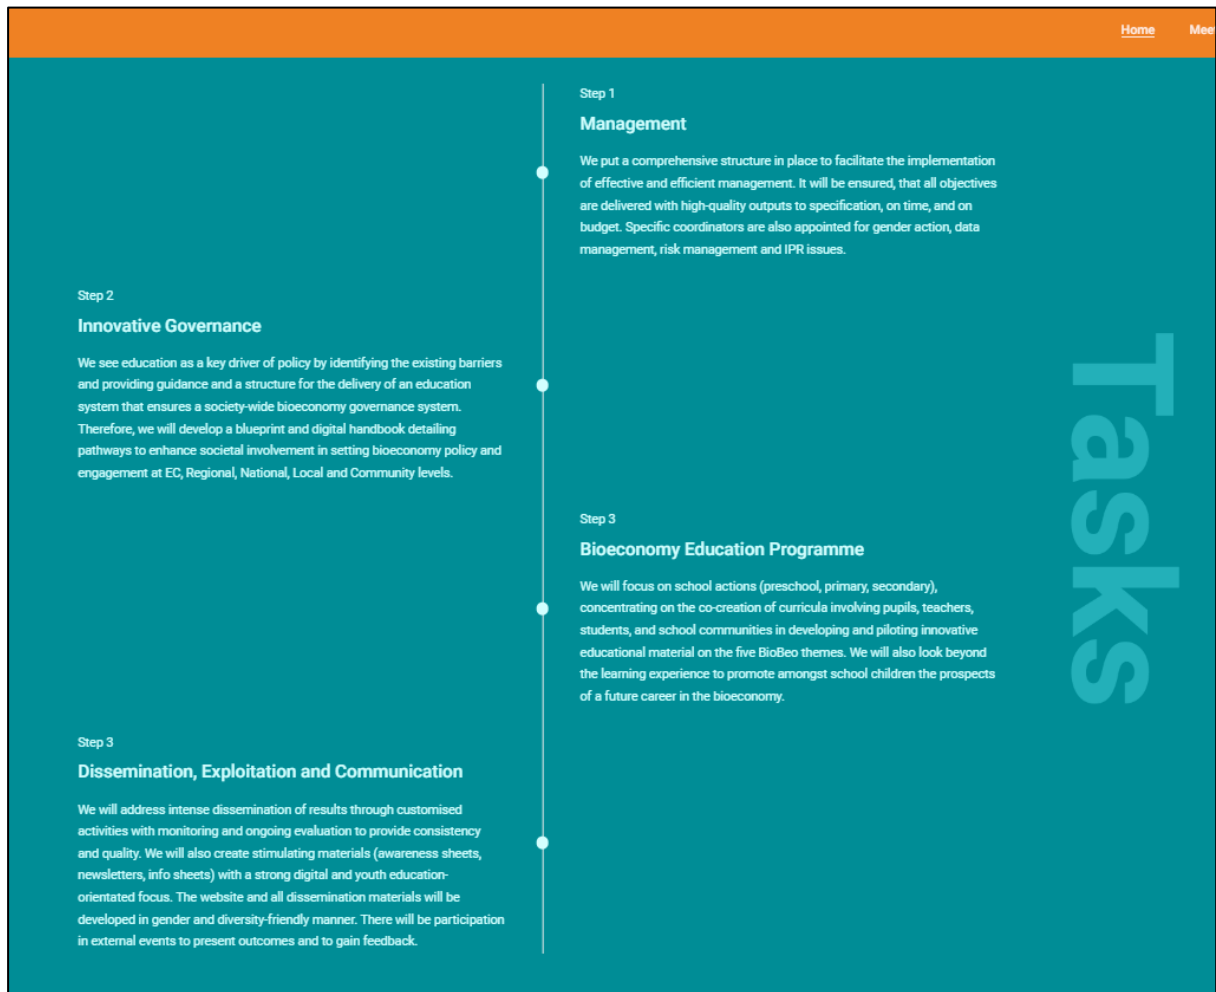 Home
Mee
Step 1
Management
We put a comprehensive structure in place to facilitate the implementation
of effective and efficient management. It will be ensured, that all objectives
are delivered with high-quality outputs to specification, on time, and on
budget. Specific coordinators are also appointed for gender action, data
management, risk management and IPR issues.
Step 2
Innovative Governance
We see education as a key driver of policy by identifying the existing barriers
and providing guidance and a structure for the delivery of an education
system that ensures a society-wide bioeconomy governance system.
Therefore, we will develop a blueprint and digital handbook detailing
pathways to enhance societal involvement in setting bioeconomy policy and
engagement at EC, Regional, National, Local and Community levels.
Tasks
Step 3
Bioeconomy Education Programme
We will focus on school actions (preschool, primary, secondary),
concentrating on the co-creation of curricula involving pupils, teachers,
students, and school communities in developing and piloting innovative
educational material on the five BioBeo themes. We will also look beyond
the learning experience to promote amongst school children the prospects
of a future career in the bioeconomy.
Step 3
Dissemination, Exploitation and Communication
We will address intense dissemination of results through customised
activities with monitoring and ongoing evaluation to provide consistency
and quality. We will also create stimulating materials (awareness sheets,
newsletters, info sheets) with a strong digital and youth education-
orientated focus. The website and all dissemination materials will be
developed in gender and diversity-friendly manner. There will be participation
in external events to present outcomes and to gain feedback.